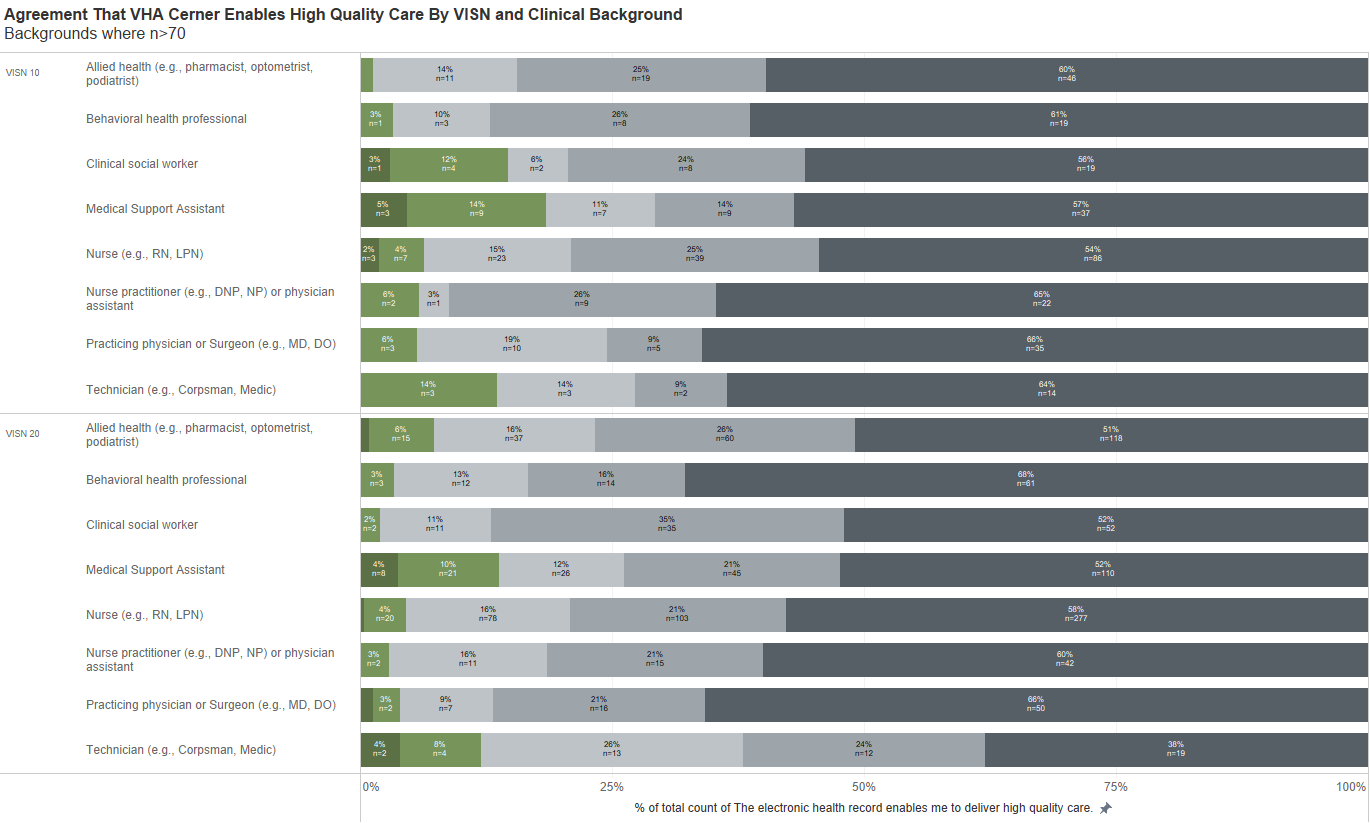 Agreement That VHA Cerner Enables High Quality Care By VISN and Clinical Background
Backgrounds where n>70
VISN 10
Allied health (e.g., pharmacist, optometrist,
podiatrist)
14%
n=11
25%
n=19
60%
n=46
Behavioral health professional
3%
n=1
10%
n=3
26%
n=8
61%
n=19
Clinical social worker
3%
n=1
12%
n=4
6%
n=2
24%
n=8
56%
n=19
Medical Support Assistant
5%
n=3
14%
n=9
11%
n=7
14%
n=9
57%
n=37
Nurse (e.g., RN, LPN)
2%
n=3
4%
n=7
15%
n=23
25%
n=39
54%
n=86
Nurse practitioner (e.g., DNP, NP) or physician
assistant
6%
n=2
3%
n=1
26%
n=9
65%
n=22
Practicing physician or Surgeon (e.g., MD, DO)
6%
n=3
19%
n=10
9%
n=5
66%
n=35
Technician (e.g., Corpsman, Medic)
14%
n=3
14%
n=3
9%
n=2
64%
n=14
VISN 20
Allied health (e.g., pharmacist, optometrist,
podiatrist)
6%
n=15
16%
n=37
26%
n=60
51%
n=118
Behavioral health professional
3%
n=3
13%
n=12
16%
n=14
68%
n=61
Clinical social worker
2%
n=2
11%
n=11
35%
n=35
52%
n=52
Medical Support Assistant
4%
n=8
10%
n=21
12%
n=26
21%
n=45
52%
n=110
Nurse (e.g., RN, LPN)
4%
n=20
16%
n=78
21%
n=103
58%
n=277
Nurse practitioner (e.g., DNP, NP) or physician
assistant
3%
n=2
16%
n=11
21%
n=15
60%
n=42
Practicing physician or Surgeon (e.g., MD, DO)
3%
n=2
9%
n=7
21%
n=16
66%
n=50
Technician (e.g., Corpsman, Medic)
4%
n=2
8%
n=4
26%
n=13
24%
n=12
38%
n=19
0%
25%
50%
75%
100%
% of total count of The electronic health record enables me to deliver high quality care.